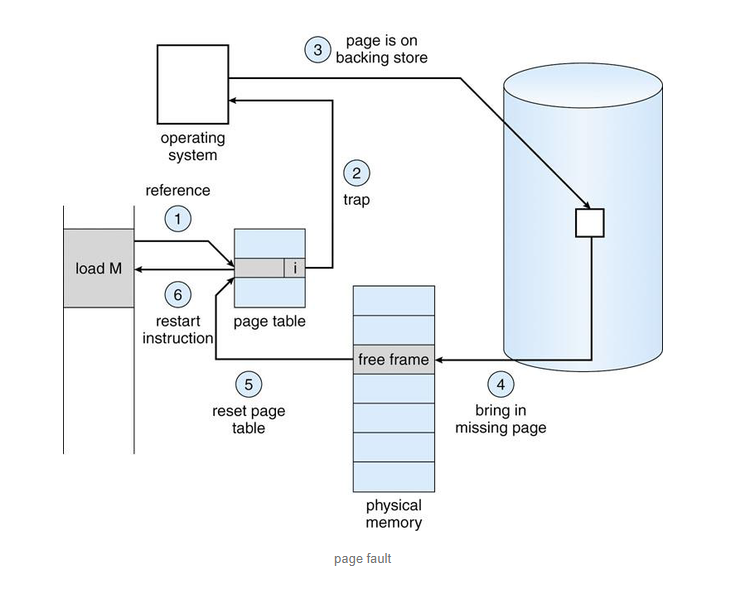 3
page is on
backing store
operating
system
2
trap
reference
1
load M
i
6
restart
instruction
page table
free frame
5
reset page
table
4
bring in
missing page
physical
memory
page fault